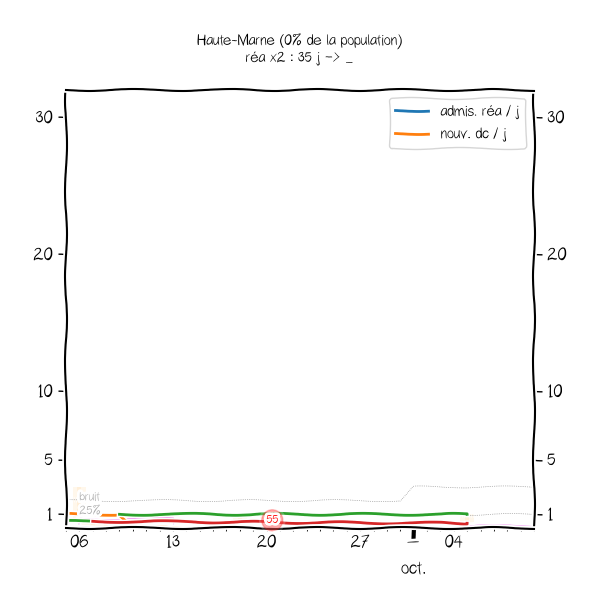 Haute-Marne (0% de la population)
réa x2 : 35 j -> _
admis. réa / j
nouv. dc / j
30 30
20 20
10 10
5 5
bruit
25%
55
1 1
06 13 20 27 _ 04
oct.